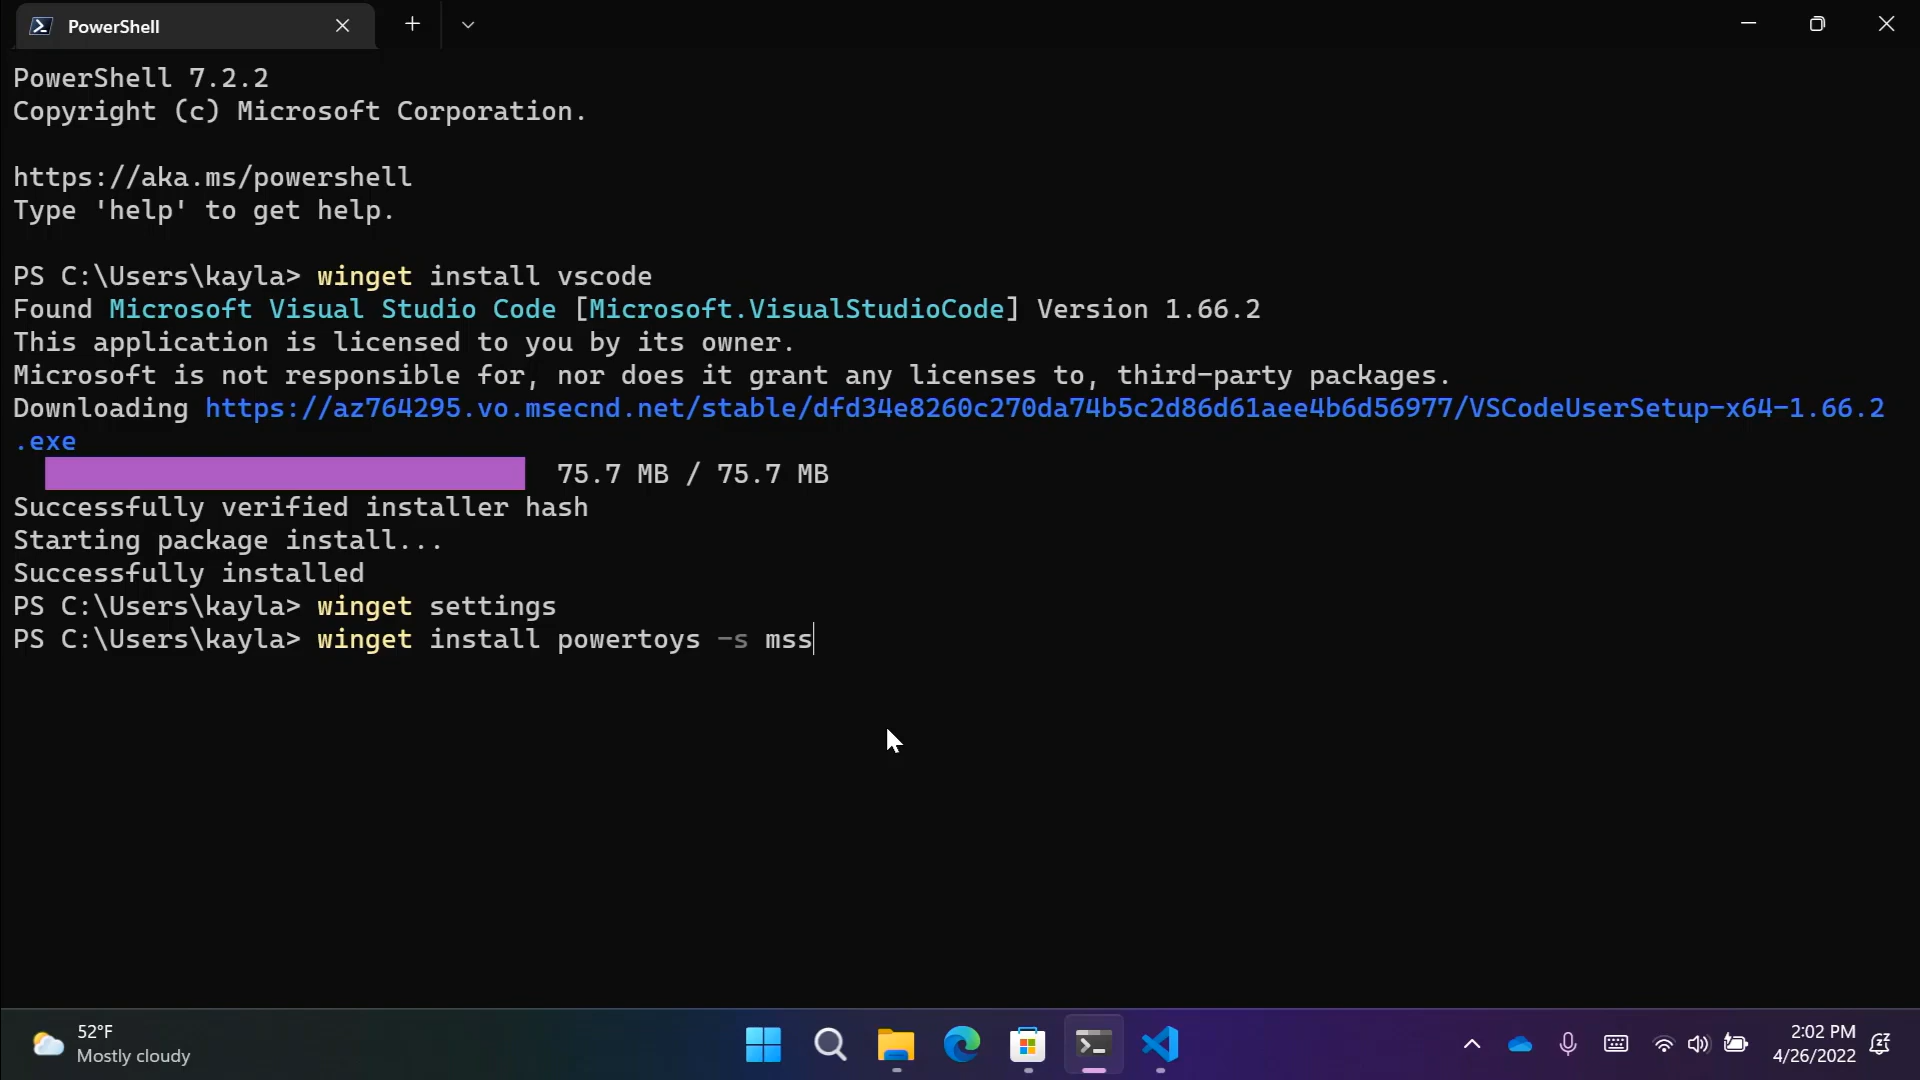 PowerShell
PowerShell 7.2.2
Copyright (c) Microsoft Corporation.
https://aka.ms/powershell
Type 'help' to get help.
PS C:\Users\kayla> winget install vscode
Found Microsoft Visual Studio Code [Microsoft.VisualStudioCode] Version 1.66.2
This application is licensed to you by its owner.
Microsoft is not responsible for, nor does it grant any licenses to, third-party packages.
Downloading https://az764295.vo.msecnd.net/stable/dfd34e8260c270da74b5c2d86d61aee4b6d56977/VSCodeUserSetup-x64-1.66.2
.exe
75.7 MB / 75.7 MB
Successfully verified installer hash
Starting package install...
Successfully installed
PS C:\Users\kayla> winget settings
PS C:\Users\kayla> winget install powertoys -s mss
52°F
Mostly cloudy
2:02 PM
4/26/2022